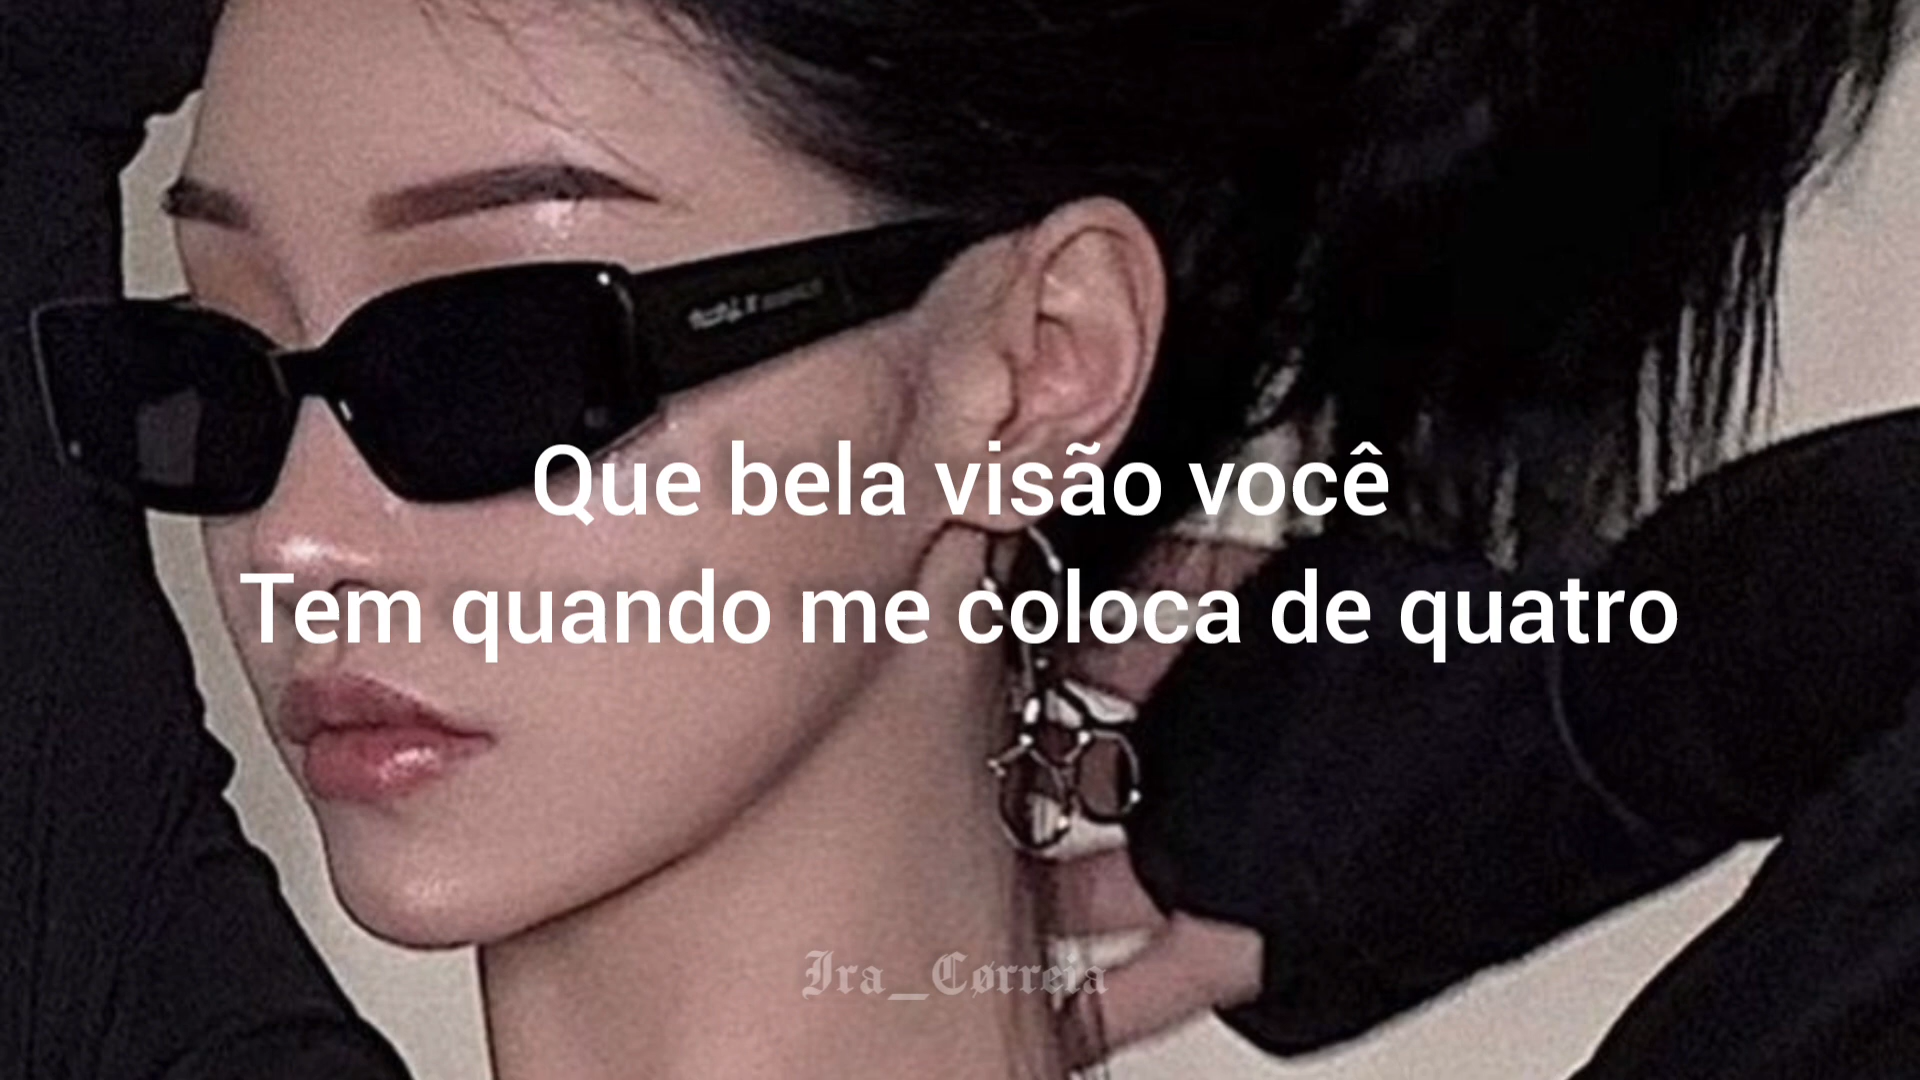 Que bela visão você
Tem quando me coloca de quatro
Ira_Cørreia